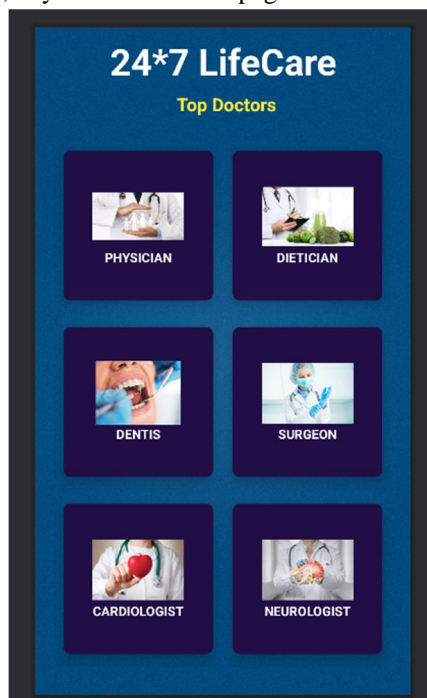 24*7 LifeCare
Top Doctors
PHYSICIAN
DIETICIAN
DENTIS
SURGEON
CARDIOLOGIST
NEUROLOGIST